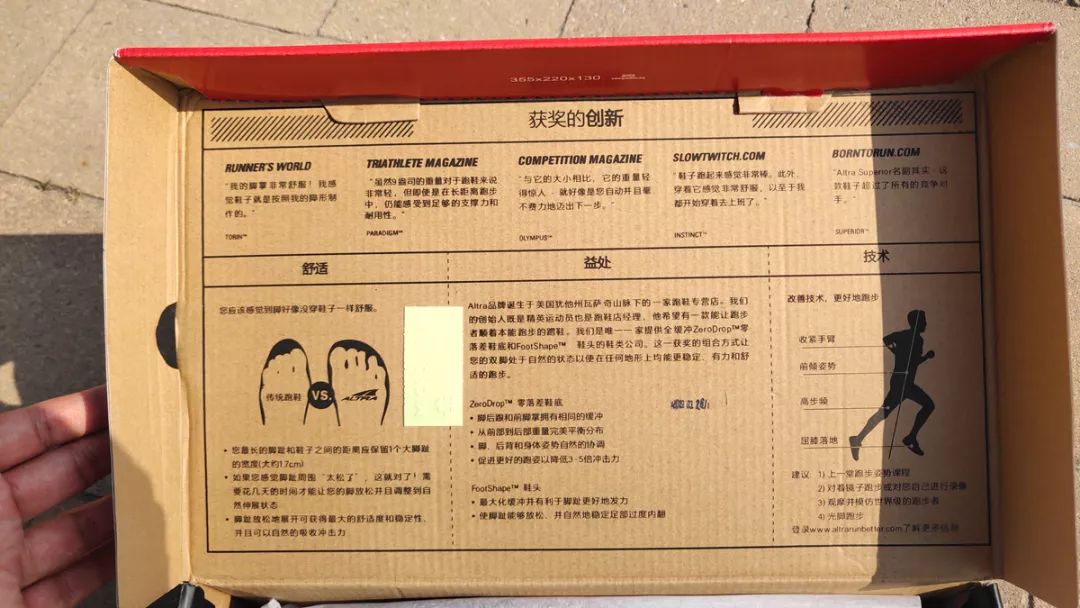 355x220x130
获奖的创新
RUNNER'S WORLD
"我的脚掌非常舒服！我感
觉鞋子就是按照我的脚形制
作的。"
TORIN™
TRIATHLETE MAGAZINE
"虽然9盎司的重量对于跑鞋来说
非常轻，但即使是在长距离跑步
中，仍能感受到足够的支撑力和
耐用性。"
PARADIGM™
COMPETITION MAGAZINE
"与它的大小相比，它的重量轻
得惊人，就好像是您自动并且毫
不费力地迈出下一步。"
OLYMPUS™
SLOWTWITCH.COM
"鞋子跑起来感觉非常棒。此外，
穿着它感觉非常舒服，以至于我
都开始穿着去上班了。"
INSTINCT™
BORNTORUN.COM
"Altra Superior名副其实，这
款鞋子超过了所有的竞争对
手。"
SUPERIOR™
舒适
您应该感觉到脚好像没穿鞋子一样舒服。
传统跑鞋
VS.
ALTRA
• 您最长的脚趾和鞋子之间的距离应保留1个大脚趾
的宽度(大约17cm)
• 如果您感觉脚趾周围“太松了”，这就对了！需
要花几天的时间才能让您的脚放松并且调整到自
然伸展状态
• 脚趾放松地展开可获得最大的舒适度和稳定性，
并且可以自然的吸收冲击力
益处
Altra品牌诞生于美国犹他州瓦萨奇山脉下的一家跑鞋专营店。我们
的创始人既是精英运动员也是跑鞋店经理，他希望有一款能让跑步
者顺着本能跑步的跑鞋。我们是唯一一家提供全缓冲ZeroDrop™零
落差鞋底和FootShape™ 鞋头的鞋类公司。这一获奖的组合方式让
您的双脚处于自然的状态以便在任何地形上均能更稳定、有力和舒
适的跑步。
ZeroDrop™ 零落差鞋底
• 脚后跟和前脚掌拥有相同的缓冲
• 从前部到后部重量完美平衡分布
• 脚、后背和身体姿势自然的协调
• 促进更好的跑姿以降低3-5倍冲击力
FootShape™ 鞋头
• 最大化缓冲并有利于脚趾更好地发力
• 使脚趾能够放松，并自然地稳定足部过度内翻
技术
改善技术，更好地跑步
收紧手臂
前倾姿势
高步频
屈膝落地
建议 1) 上一堂跑步姿势课程
2) 对着镜子跑步或对您自己进行录像
3) 观摩并模仿世界级的跑步者
4) 光脚跑步
登录www.altrarunbetter.com了解更多信息